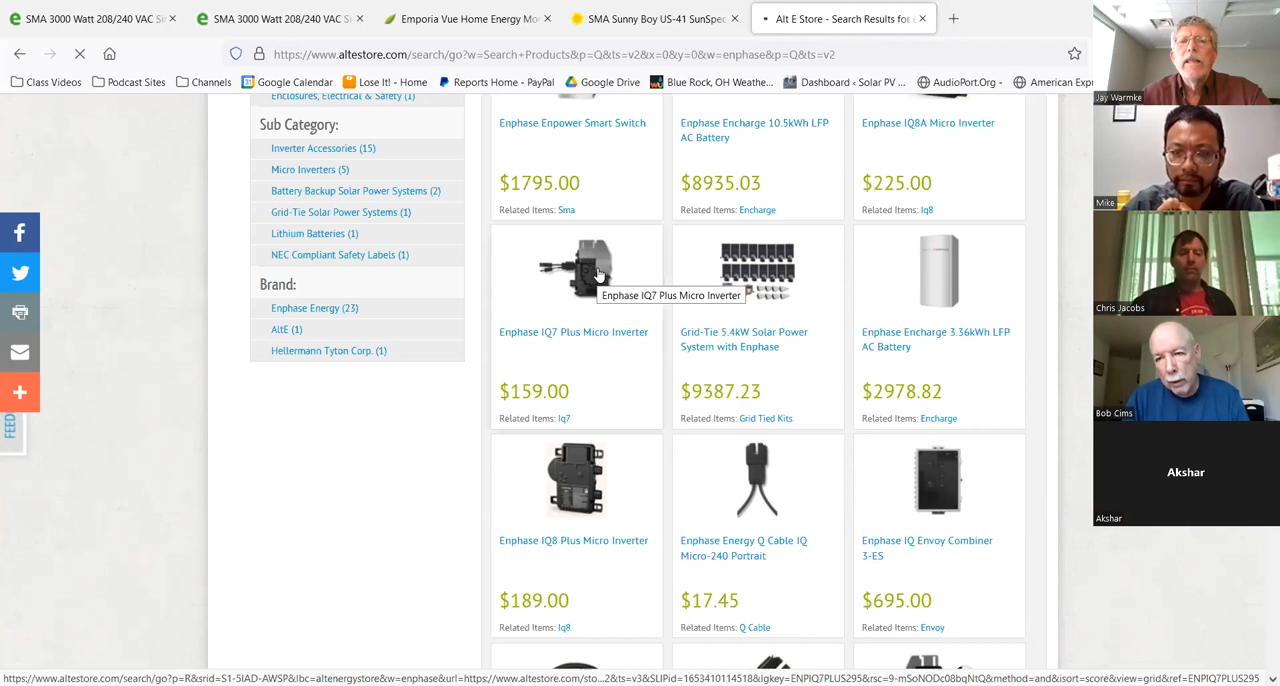 SMA 3000 Watt 208/240 VAC Sin
SMA 3000 Watt 208/240 VAC Si
Emporia Vue Home Energy Mo
SMA Sunny Boy US-41 SunSpec
Alt E Store - Search Results for e
https://www.altestore.com/search/go?w=Search+Products&p=Q&ts=v2&x=0&y=0&w=enphase&p=Q&ts=v2
Class Videos
Podcast Sites
Channels
Google Calendar
Lose It! - Home
Reports Home - PayPal
Google Drive
Blue Rock, OH Weathe...
Dashboard ‹ Solar PV ...
AudioPort.Org -
American Expr
Enclosures, Electrical & Safety (1)
Sub Category:
Inverter Accessories (15)
Micro Inverters (5)
Battery Backup Solar Power Systems (2)
Grid-Tie Solar Power Systems (1)
Lithium Batteries (1)
NEC Compliant Safety Labels (1)
Brand:
Enphase Energy (23)
AltE (1)
Hellermann Tyton Corp. (1)
FEED
Enphase Enpower Smart Switch
$1795.00
Related Items: Sma
Enphase Encharge 10.5kWh LFP
AC Battery
$8935.03
Related Items: Encharge
Enphase IQ8A Micro Inverter
$225.00
Related Items: Iq8
Enphase IQ7 Plus Micro Inverter
Enphase IQ7 Plus Micro Inverter
$159.00
Related Items: Iq7
Grid-Tie 5.4kW Solar Power
System with Enphase
$9387.23
Related Items: Grid Tied Kits
Enphase Encharge 3.36kWh LFP
AC Battery
$2978.82
Related Items: Encharge
Enphase IQ8 Plus Micro Inverter
$189.00
Related Items: Iq8
Enphase Energy Q Cable IQ
Micro-240 Portrait
$17.45
Related Items: Q Cable
Enphase IQ Envoy Combiner
3-ES
$695.00
Related Items: Envoy
Jay Warmke
Mike
Chris Jacobs
Bob Cims
Akshar
Akshar